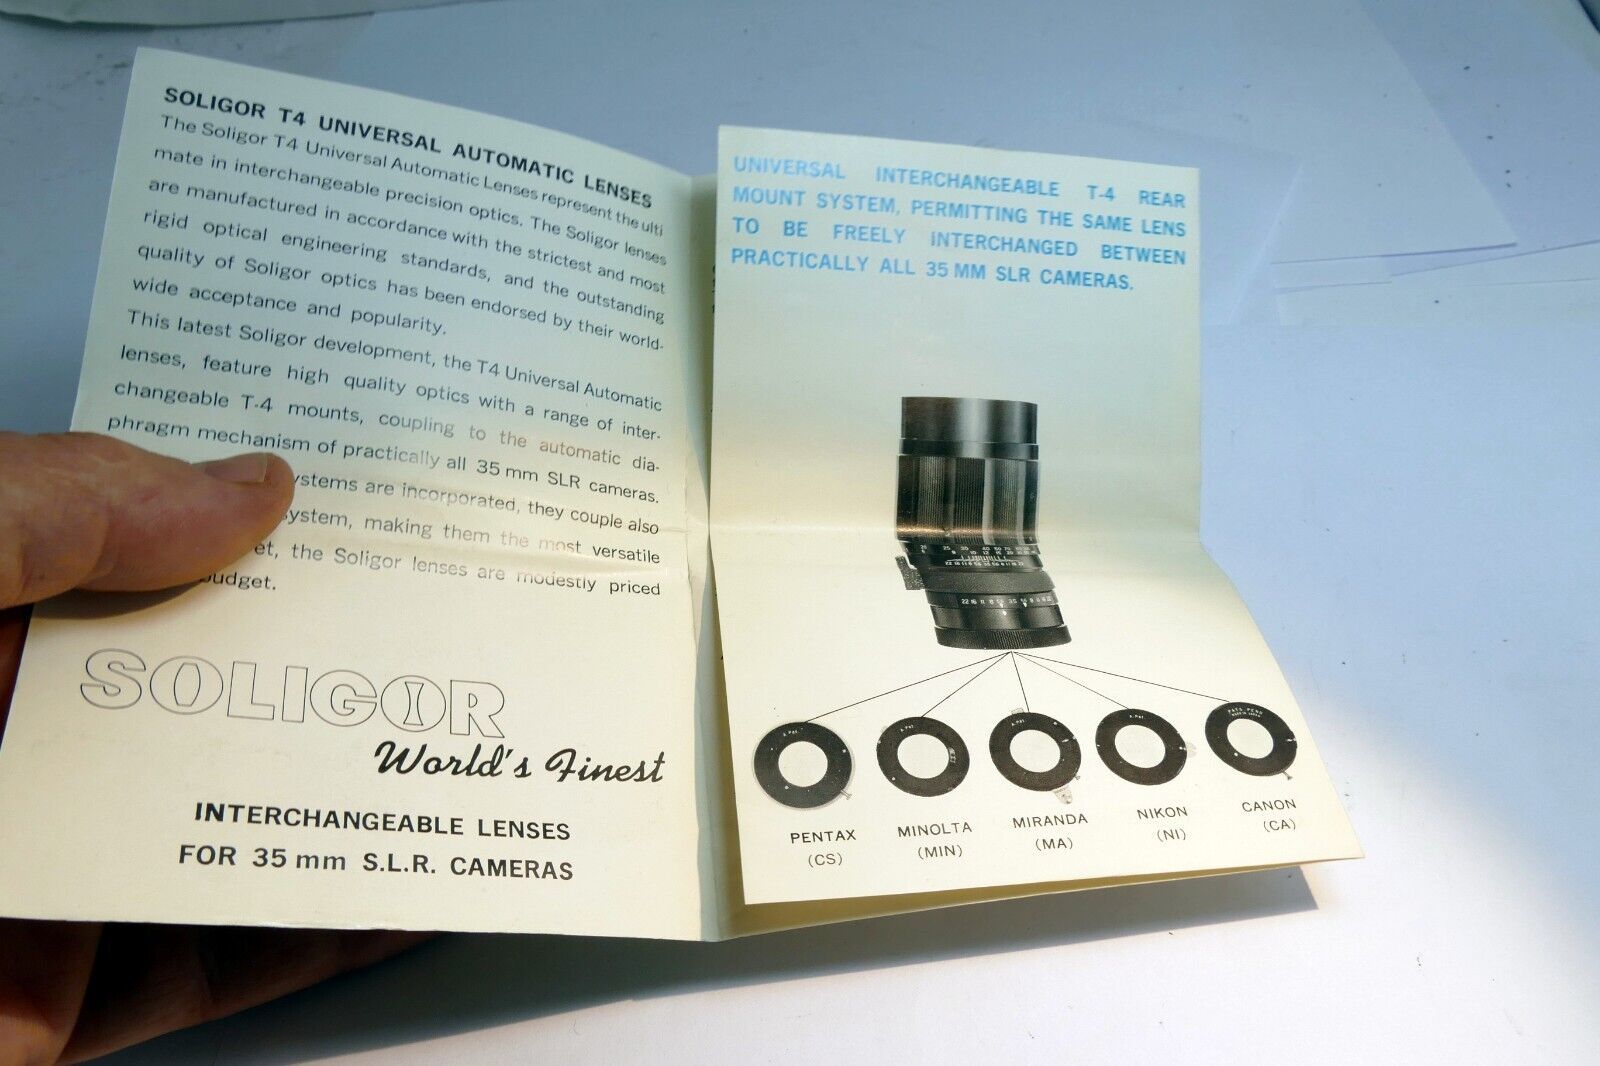 SOLIGOR T4 UNIVERSAL AUTOMATIC LENSES
The Soligor T4 Universal Automatic Lenses represent the ulti
mate in interchangeable precision optics. The Soligor lenses
are manufactured in accordance with the strictest and most
rigid optical engineering standards, and the outstanding
quality of Soligor optics has been endorsed by their world-
wide acceptance and popularity.
This latest Soligor development, the T4 Universal Automatic
lenses, feature high quality optics with a range of inter-
changeable T-4 mounts, coupling to the automatic dia-
phragm mechanism of practically all 35 mm SLR cameras.
ystems are incorporated, they couple also
ystem, making them the most versatile
et, the Soligor lenses are modestly priced
budget.
SOLIGOR
World's Finest
INTERCHANGEABLE LENSES
FOR 35 mm S.L.R. CAMERAS
UNIVERSAL INTERCHANGEABLE T-4 REAR
MOUNT SYSTEM, PERMITTING THE SAME LENS
TO BE FREELY INTERCHANGED BETWEEN
PRACTICALLY ALL 35 MM SLR CAMERAS.
PENTAX
(CS)
MINOLTA
(MIN)
MIRANDA
(MA)
NIKON
(NI)
CANON
(CA)